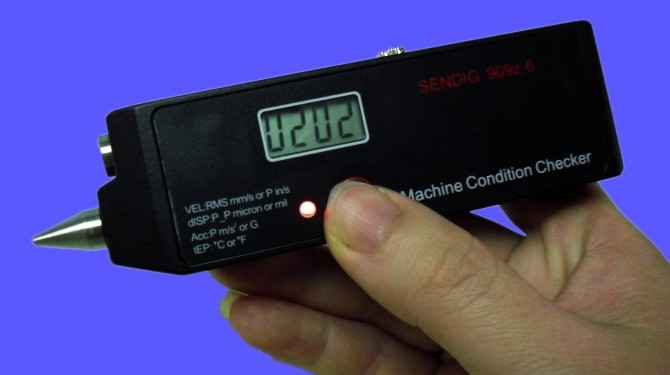 SENDIG 909z-6
0202
Machine Condition Checker
VEL:RMS mm/s or P in/s
dISP:P_P micron or mil
Acc:P m/s² or G
tEP: °C or °F